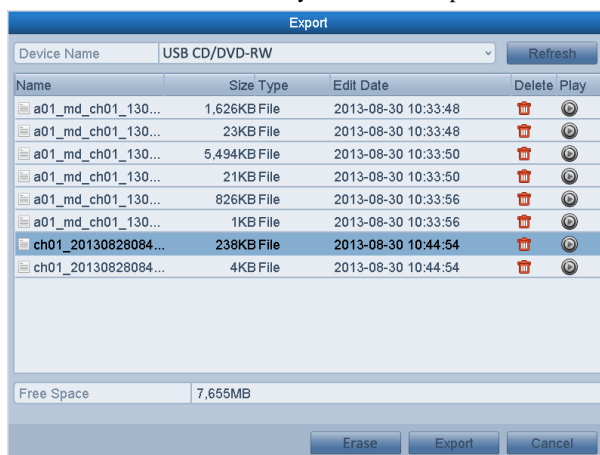 Export
Device Name USB CD/DVD-RW Refresh
Name Size Type Edit Date Delete Play
a01_md_ch01_130... 1,626KB File 2013-08-30 10:33:48
a01_md_ch01_130... 23KB File 2013-08-30 10:33:48
a01_md_ch01_130... 5,494KB File 2013-08-30 10:33:50
a01_md_ch01_130... 21KB File 2013-08-30 10:33:50
a01_md_ch01_130... 826KB File 2013-08-30 10:33:56
a01_md_ch01_130... 1KB File 2013-08-30 10:33:56
ch01_20130828084... 238KB File 2013-08-30 10:44:54
ch01_20130828084... 4KB File 2013-08-30 10:44:54
Free Space 7,655MB
Erase Export Cancel